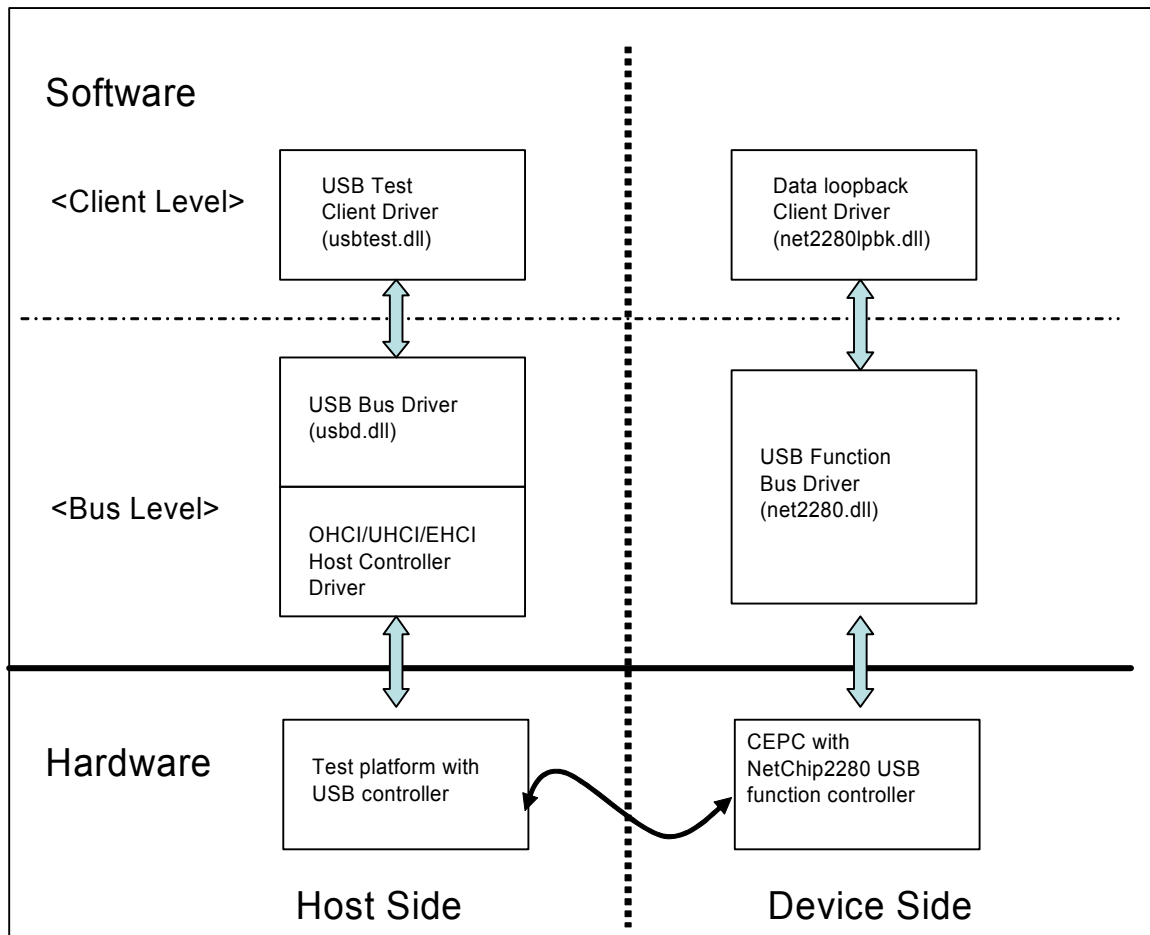 Software
<Client Level>
USB Test
Client Driver
(usbtest.dll)
Data loopback
Client Driver
(net2280lpbk.dll)
<Bus Level>
USB Bus Driver
(usbd.dll)
OHCI/UHCI/EHCI
Host Controller
Driver
USB Function
Bus Driver
(net2280.dll)
Hardware
Test platform with
USB controller
CEPC with
NetChip2280 USB
function controller
Host Side
Device Side